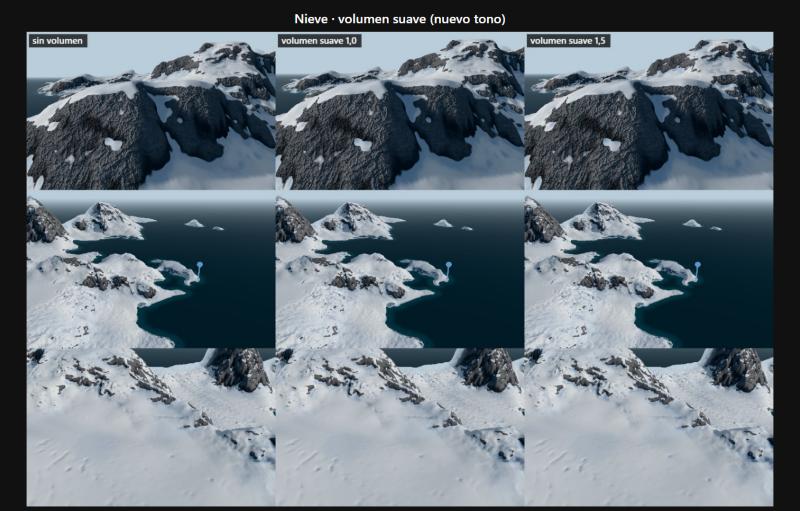 Nieve · volumen suave (nuevo tono)
sin volumen
volumen suave 1,0
volumen suave 1,5